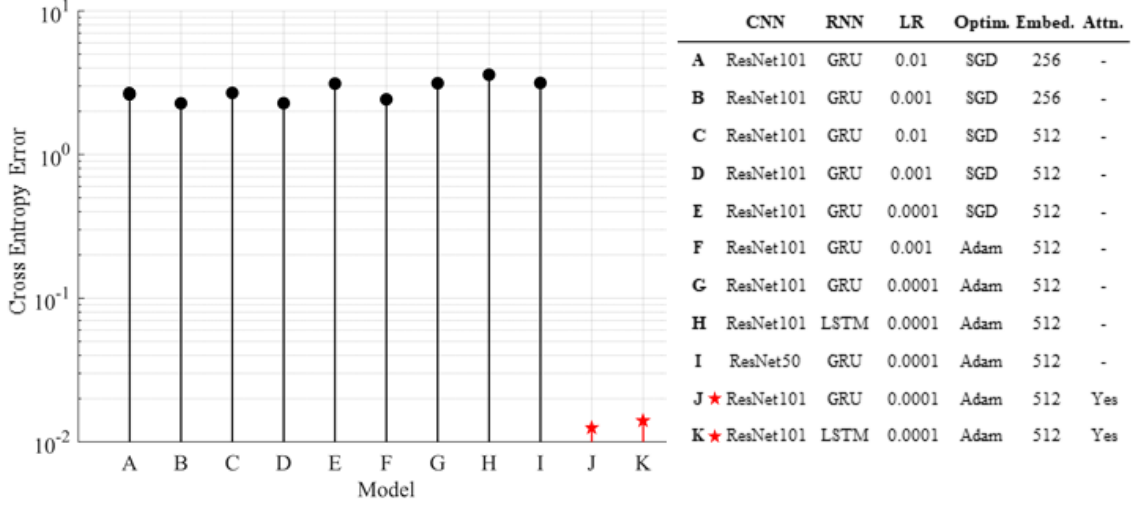 10^1
10^0
10^-1
10^-2
Cross Entropy Error
A B C D E F G H I J K
Model
CNN RNN LR Optim. Embed. Attn.
A ResNet101 GRU 0.01 SGD 256 -
B ResNet101 GRU 0.001 SGD 256 -
C ResNet101 GRU 0.01 SGD 512 -
D ResNet101 GRU 0.001 SGD 512 -
E ResNet101 GRU 0.0001 SGD 512 -
F ResNet101 GRU 0.001 Adam 512 -
G ResNet101 GRU 0.0001 Adam 512 -
H ResNet101 LSTM 0.0001 Adam 512 -
I ResNet50 GRU 0.0001 Adam 512 -
J ★ ResNet101 GRU 0.0001 Adam 512 Yes
K ★ ResNet101 LSTM 0.0001 Adam 512 Yes